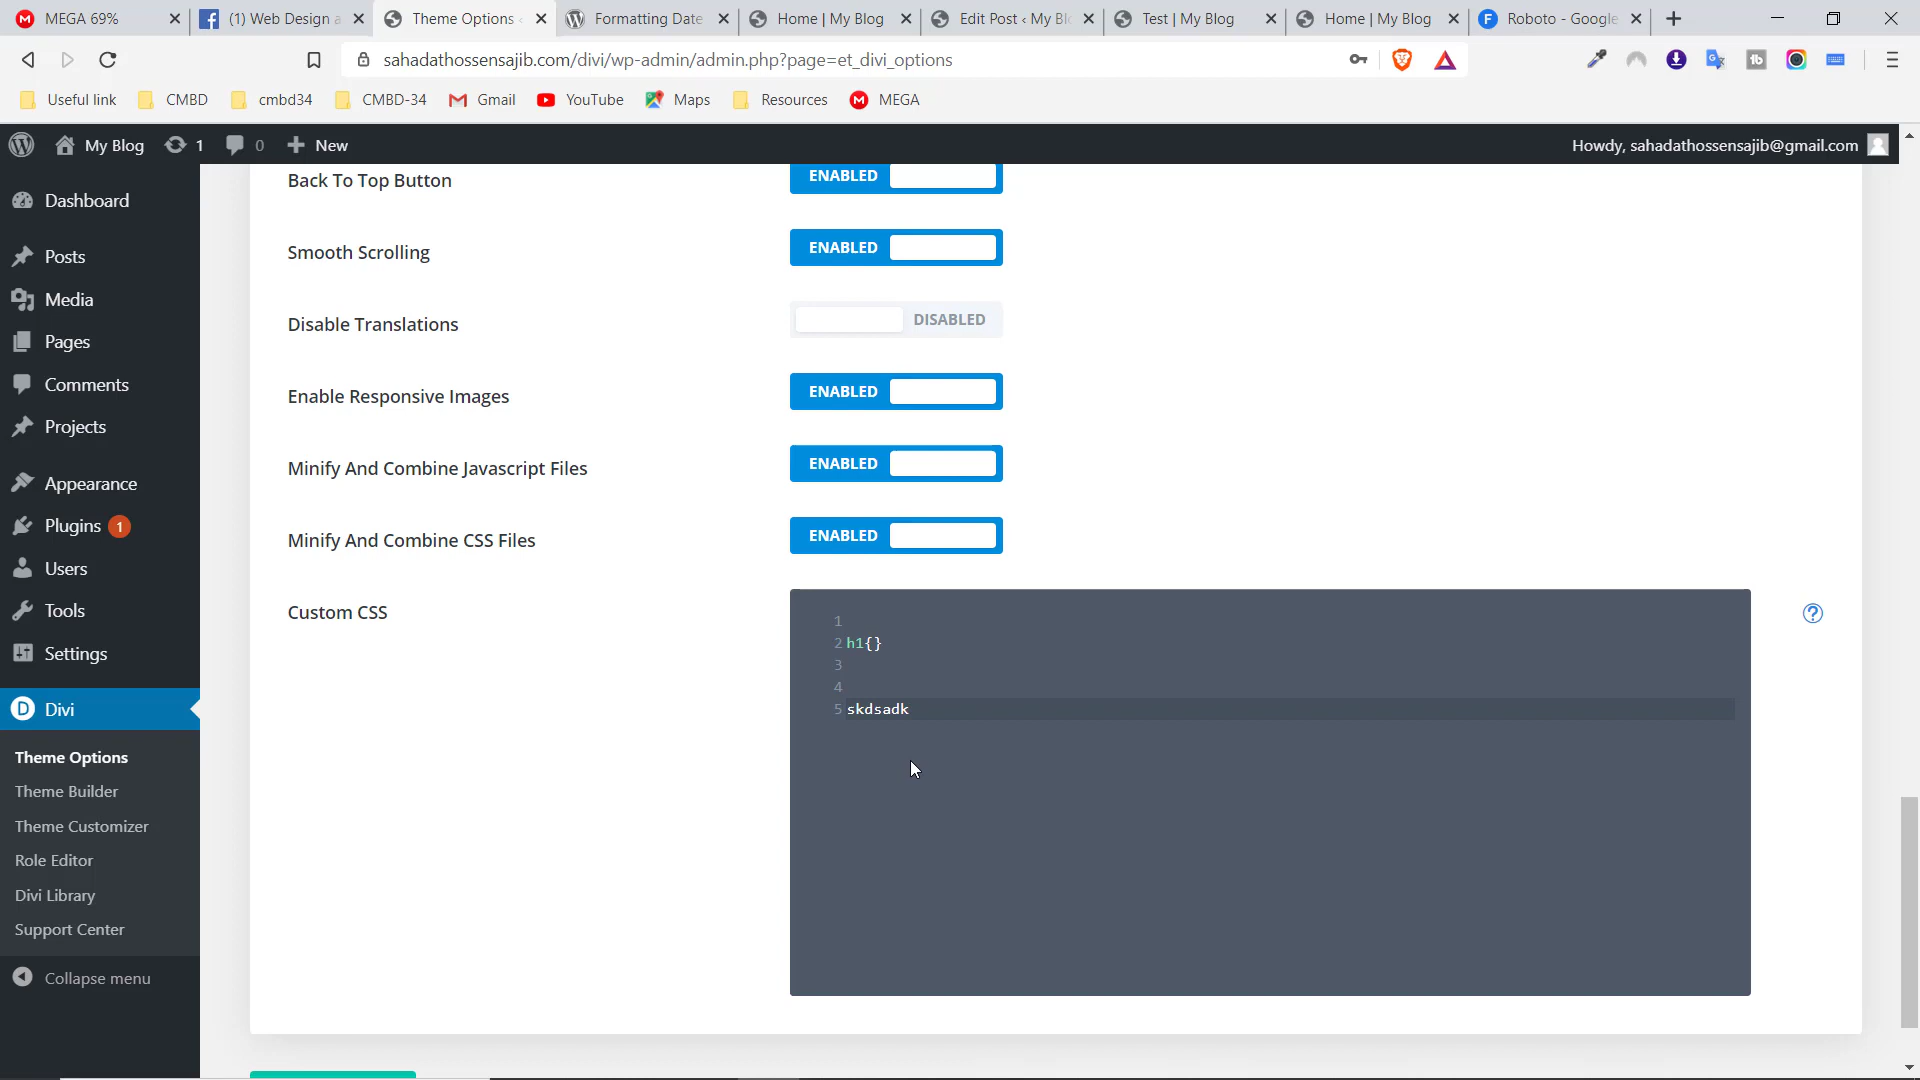 MEGA 69%
(1) Web Design a
Theme Options ‹
Formatting Date
Home | My Blog
Edit Post ‹ My Bl
Test | My Blog
Home | My Blog
Roboto - Google
sahadathossensajib.com/divi/wp-admin/admin.php?page=et_divi_options
Useful link
CMBD
cmbd34
CMBD-34
Gmail
YouTube
Maps
Resources
MEGA
My Blog
1
0
New
Howdy, sahadathossensajib@gmail.com
Dashboard
Posts
Media
Pages
Comments
Projects
Appearance
Plugins 1
Users
Tools
Settings
Divi
Theme Options
Theme Builder
Theme Customizer
Role Editor
Divi Library
Support Center
Collapse menu
Back To Top Button
ENABLED
Smooth Scrolling
ENABLED
Disable Translations
DISABLED
Enable Responsive Images
ENABLED
Minify And Combine Javascript Files
ENABLED
Minify And Combine CSS Files
ENABLED
Custom CSS
1
2 h1{}
3
4
5 skdsadk